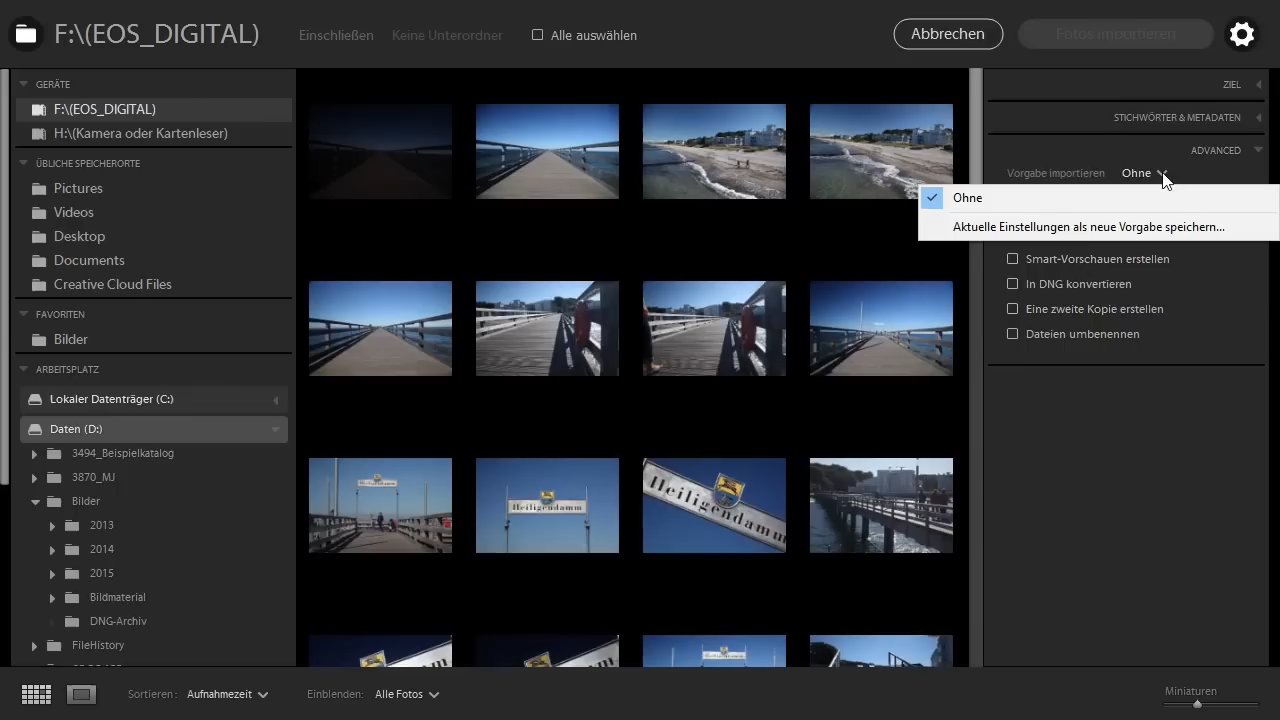 F:\(EOS_DIGITAL)
Einschließen
Keine Unterordner
Alle auswählen
Abbrechen
Fotos importieren
GERÄTE
F:\(EOS_DIGITAL)
H:\(Kamera oder Kartenleser)
ÜBLICHE SPEICHERORTE
Pictures
Videos
Desktop
Documents
Creative Cloud Files
FAVORITEN
Bilder
ARBEITSPLATZ
Lokaler Datenträger (C:)
Daten (D:)
3494_Beispielkatalog
3870_MJ
Bilder
2013
2014
2015
Bildmaterial
DNG-Archiv
FileHistory
Heiligendamm
Heiligendamm
ZIEL
STICHWÖRTER & METADATEN
ADVANCED
Vorgabe importieren Ohne
Ohne
Aktuelle Einstellungen als neue Vorgabe speichern...
Smart-Vorschauen erstellen
In DNG konvertieren
Eine zweite Kopie erstellen
Dateien umbenennen
Sortieren: Aufnahmezeit
Einblenden: Alle Fotos
Miniaturen